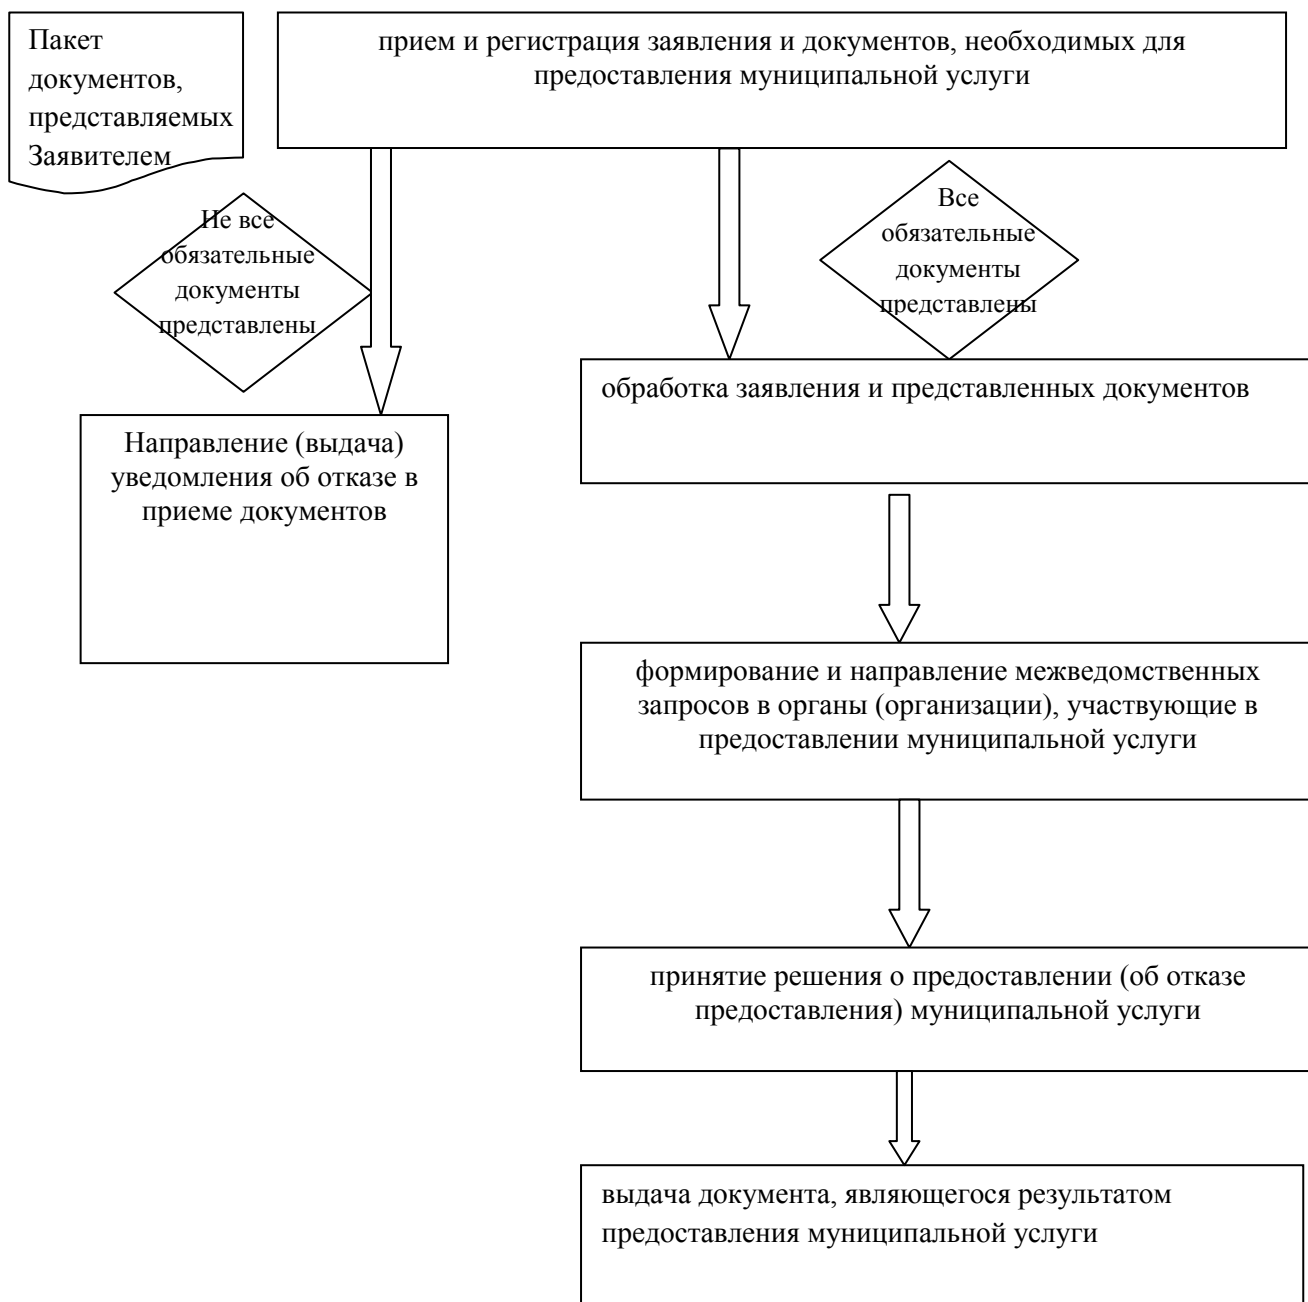 Пакет
документов,
представляемых
Заявителем
прием и регистрация заявления и документов, необходимых для
предоставления муниципальной услуги
Не все
обязательные
документы
представлены
Все
обязательные
документы
представлены
обработка заявления и представленных документов
Направление (выдача)
уведомления об отказе в
приеме документов
формирование и направление межведомственных
запросов в органы (организации), участвующие в
предоставлении муниципальной услуги
принятие решения о предоставлении (об отказе
предоставления) муниципальной услуги
выдача документа, являющегося результатом
предоставления муниципальной услуги